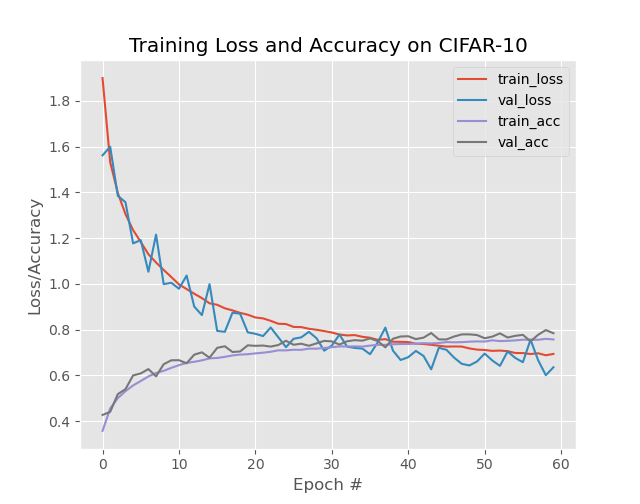 Training Loss and Accuracy on CIFAR-10
train_loss
val_loss
train_acc
val_acc
Loss/Accuracy
1.8
1.6
1.4
1.2
1.0
0.8
0.6
0.4
0 10 20 30 40 50 60
Epoch #